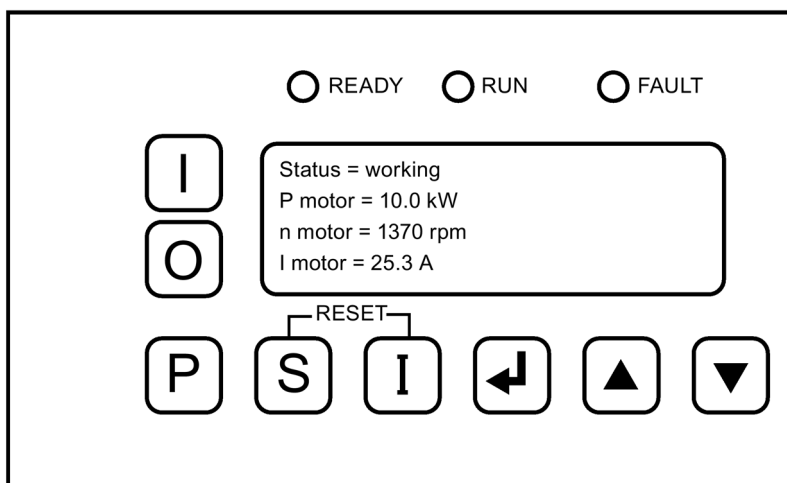 READY RUN FAULT
I
Status = working
P motor = 10.0 kW
n motor = 1370 rpm
I motor = 25.3 A
O
RESET
P S I